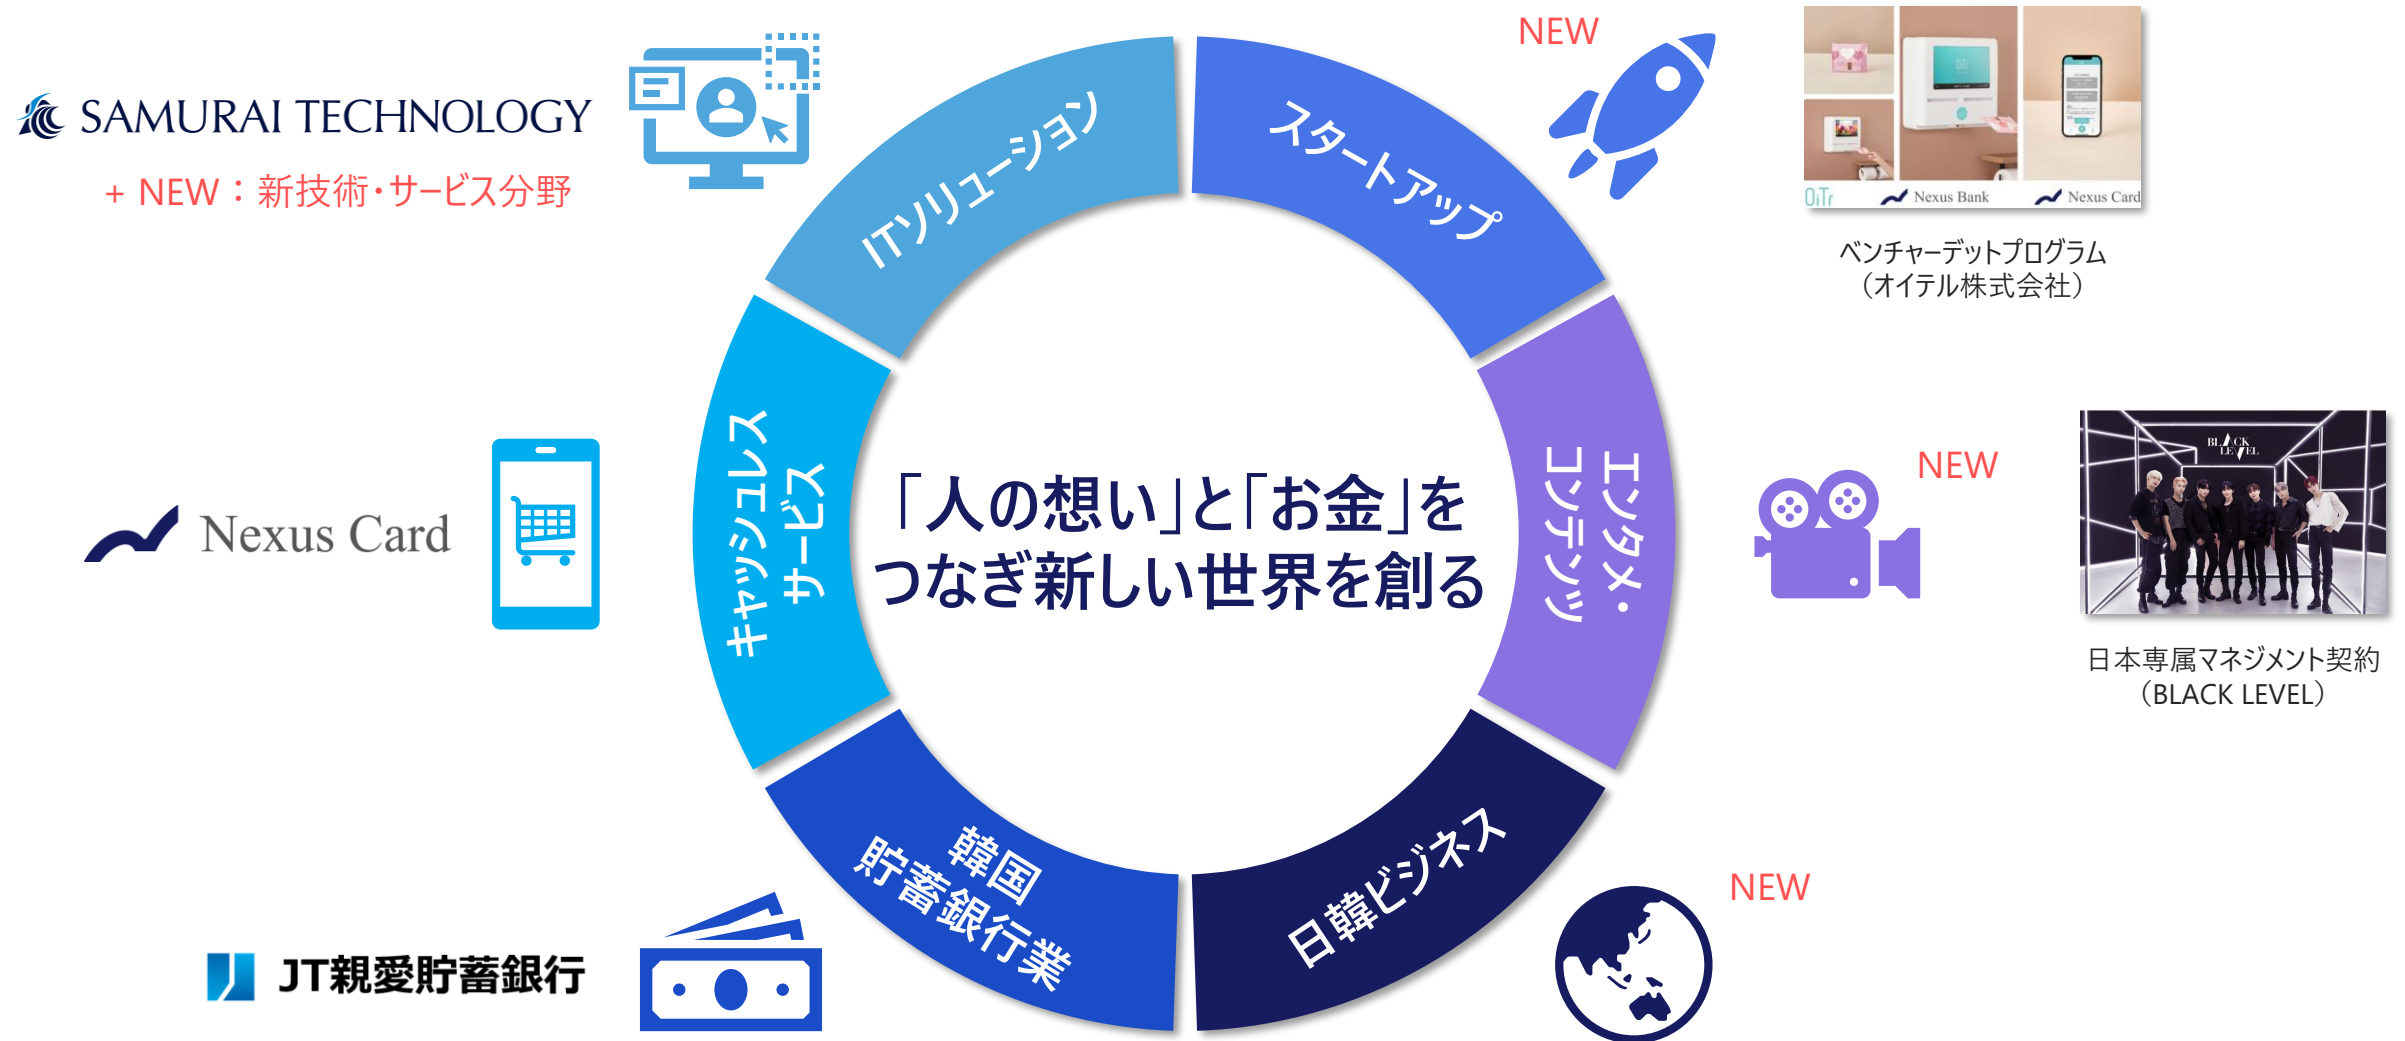 SAMURAI TECHNOLOGY
+ NEW：新技術・サービス分野
ITソリューション
スタートアップ
NEW
OiTr
OiTr
Nexus Bank
Nexus Card
ベンチャーデットプログラム
（オイテル株式会社）
Nexus Card
キャッシュレス
サービス
「人の想い」と「お金」を
つなぎ新しい世界を創る
エンタメ・
コンテンツ
NEW
BLACK
LEVEL
日本専属マネジメント契約
（BLACK LEVEL）
JT親愛貯蓄銀行
韓国
貯蓄銀行業
日韓ビジネス
NEW